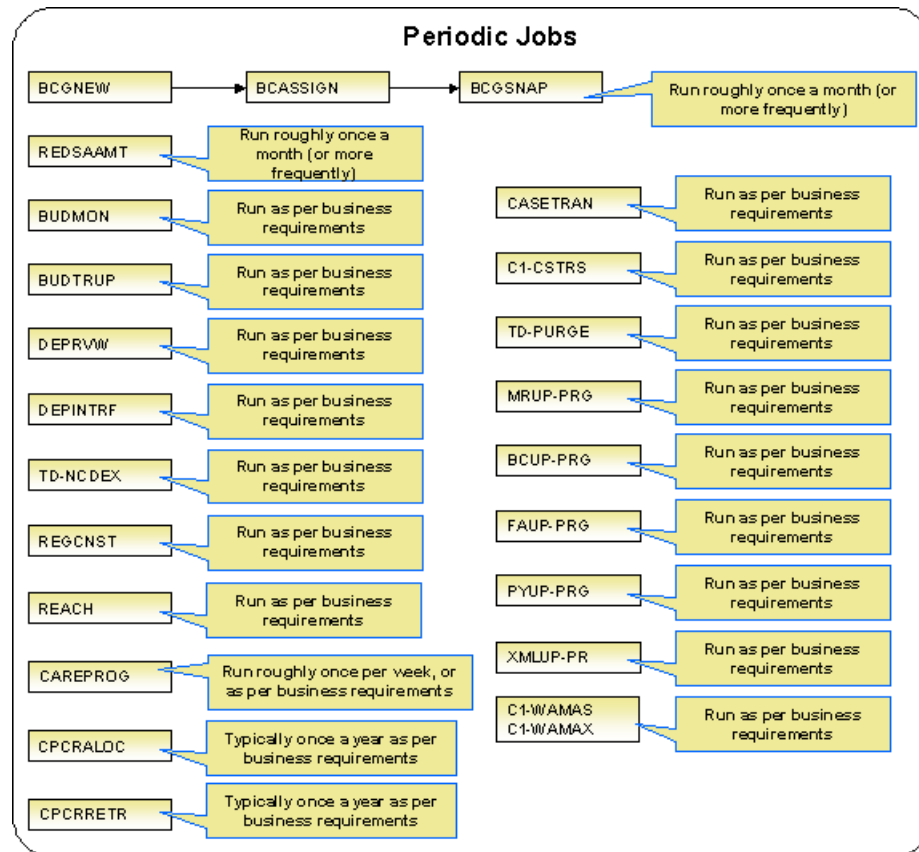 Periodic Jobs
BCGNEW
BCASSIGN
BCGSNAP
Run roughly once a month (or
more frequently)
REDSAAMT
Run roughly once a
month (or more
frequently)
BUDMON
Run as per business
requirements
BUDTRUP
Run as per business
requirements
DEPRVW
Run as per business
requirements
DEPINTRF
Run as per business
requirements
TD-NCDEX
Run as per business
requirements
REGCNST
Run as per business
requirements
REACH
Run as per business
requirements
CAREPROG
Run roughly once per week, or
as per business requirements
CPCRALOC
Typically once a year as per
business requirements
CPCRRETR
Typically once a year as per
business requirements
CASETRAN
Run as per business
requirements
C1-CSTRS
Run as per business
requirements
TD-PURGE
Run as per business
requirements
MRUP-PRG
Run as per business
requirements
BCUP-PRG
Run as per business
requirements
FAUP-PRG
Run as per business
requirements
PYUP-PRG
Run as per business
requirements
XMLUP-PR
Run as per business
requirements
C1-WAMAS
C1-WAMAX
Run as per business
requirements